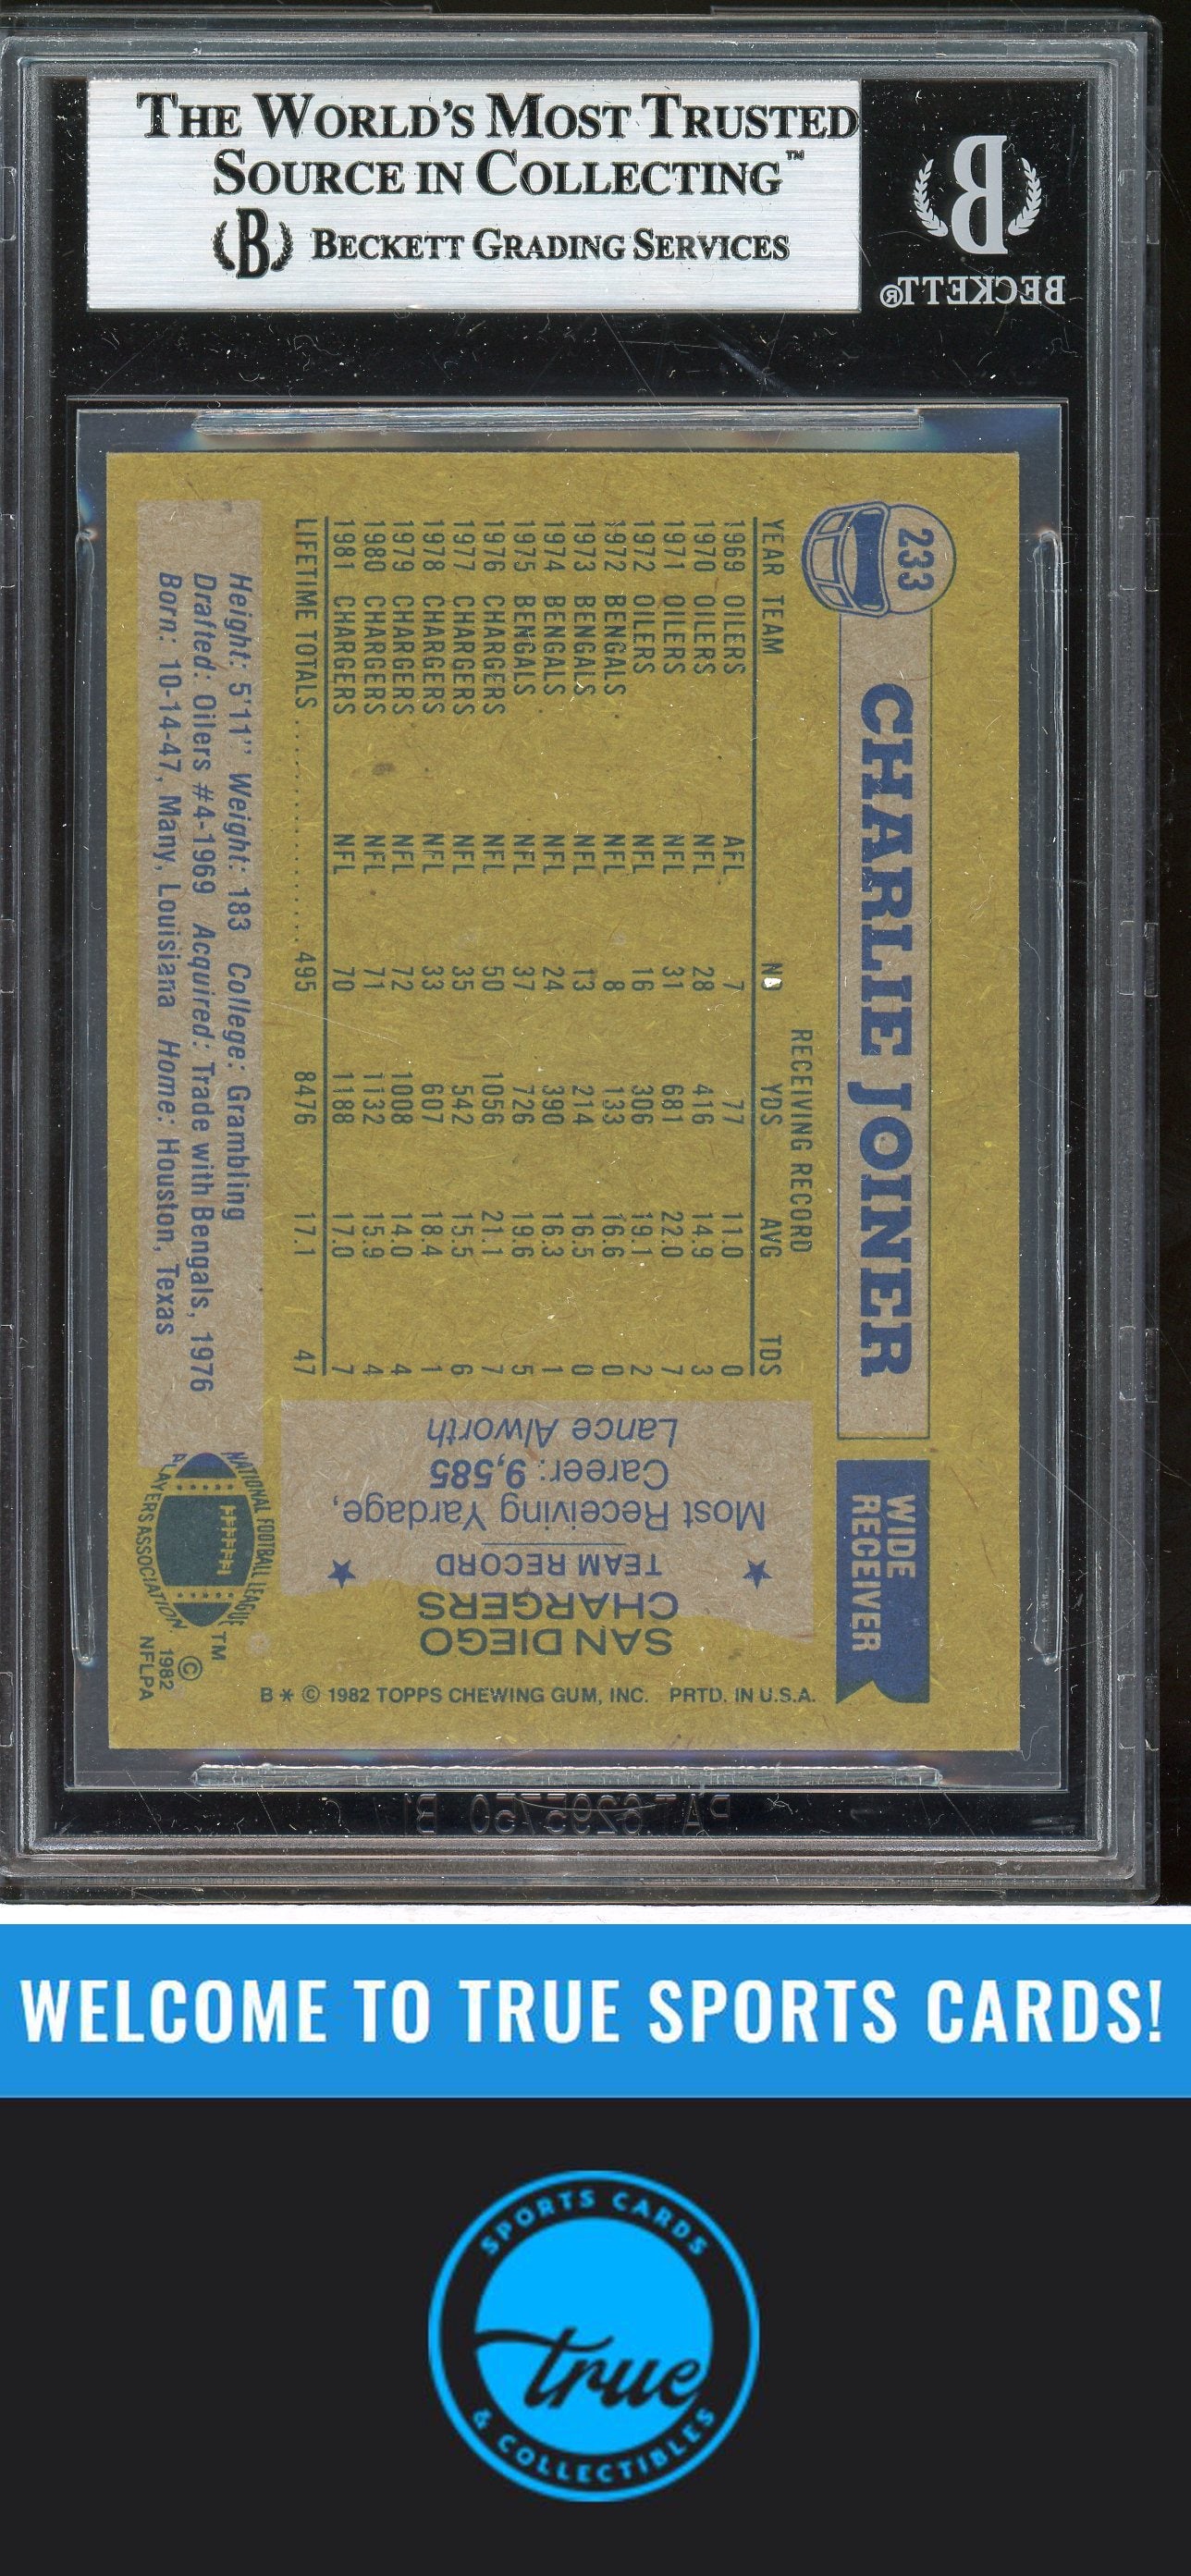 THE WORLD'S MOST TRUSTED
SOURCE IN COLLECTING™
B BECKETT GRADING SERVICES
B
BECKETT®
233
CHARLIE JOINER
WIDE
RECEIVER
RECEIVING RECORD
YEAR TEAM NO YDS AVG TDS
1969 OILERS AFL 7 77 11.0 0
1970 OILERS NFL 28 416 14.9 3
1971 OILERS NFL 31 681 22.0 7
1972 OILERS NFL 16 306 19.1 2
1972 BENGALS NFL 8 133 16.6 0
1973 BENGALS NFL 13 214 16.5 0
1974 BENGALS NFL 24 390 16.3 1
1975 BENGALS NFL 37 726 19.6 5
1976 CHARGERS NFL 50 1056 21.1 7
1977 CHARGERS NFL 35 542 15.5 6
1978 CHARGERS NFL 33 607 18.4 1
1979 CHARGERS NFL 72 1008 14.0 4
1980 CHARGERS NFL 71 1132 15.9 4
1981 CHARGERS NFL 70 1188 17.0 7
LIFETIME TOTALS .................... 495 8476 17.1 47
Height: 5'11" Weight: 183 College: Grambling
Drafted: Oilers #4-1969 Acquired: Trade with Bengals, 1976
Born: 10-14-47, Many, Louisiana Home: Houston, Texas
SAN DIEGO
CHARGERS
TEAM RECORD
Most Receiving Yardage,
Career: 9,585
Lance Alworth
NATIONAL FOOTBALL LEAGUE
PLAYERS ASSOCIATION
TM
© 1982
NFLPA
B * © 1982 TOPPS CHEWING GUM, INC. PRTD. IN U.S.A.
PAT.6295750 B1
WELCOME TO TRUE SPORTS CARDS!
SPORTS CARDS
true
& COLLECTIBLES